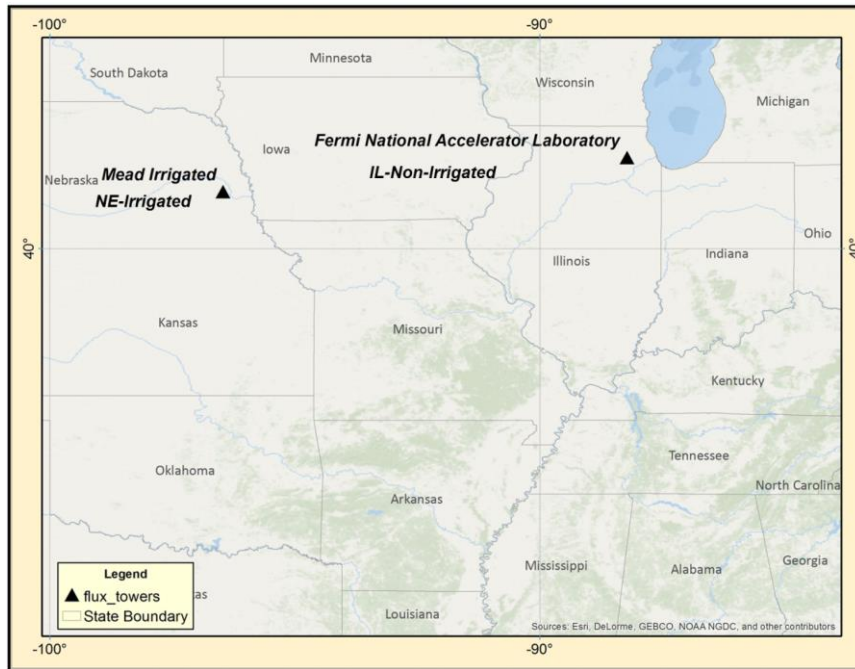 -100°
-90°
Minnesota
South Dakota
Wisconsin
Michigan
Fermi National Accelerator Laboratory
Iowa
Mead Irrigated
Nebraska
IL-Non-Irrigated
NE-Irrigated
Ohio
40°
40°
Illinois
Indiana
Kansas
Missouri
Kentucky
Tennessee
Oklahoma
North Carolina
Arkansas
Mississippi
Alabama
Georgia
Legend
flux_towers
as
State Boundary
Louisiana
Sources: Esri, DeLorme, GEBCO, NOAA NGDC, and other contributors
-100°
-90°